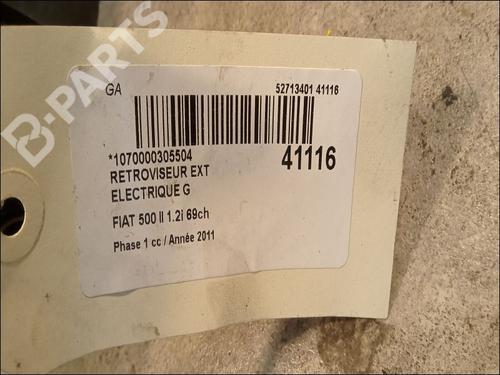 B-PARTS
GA 52713401 41116
*1070000305504 41116
RETROVISEUR EXT
ELECTRIQUE G
FIAT 500 II 1.2i 69ch
Phase 1 cc / Année 2011